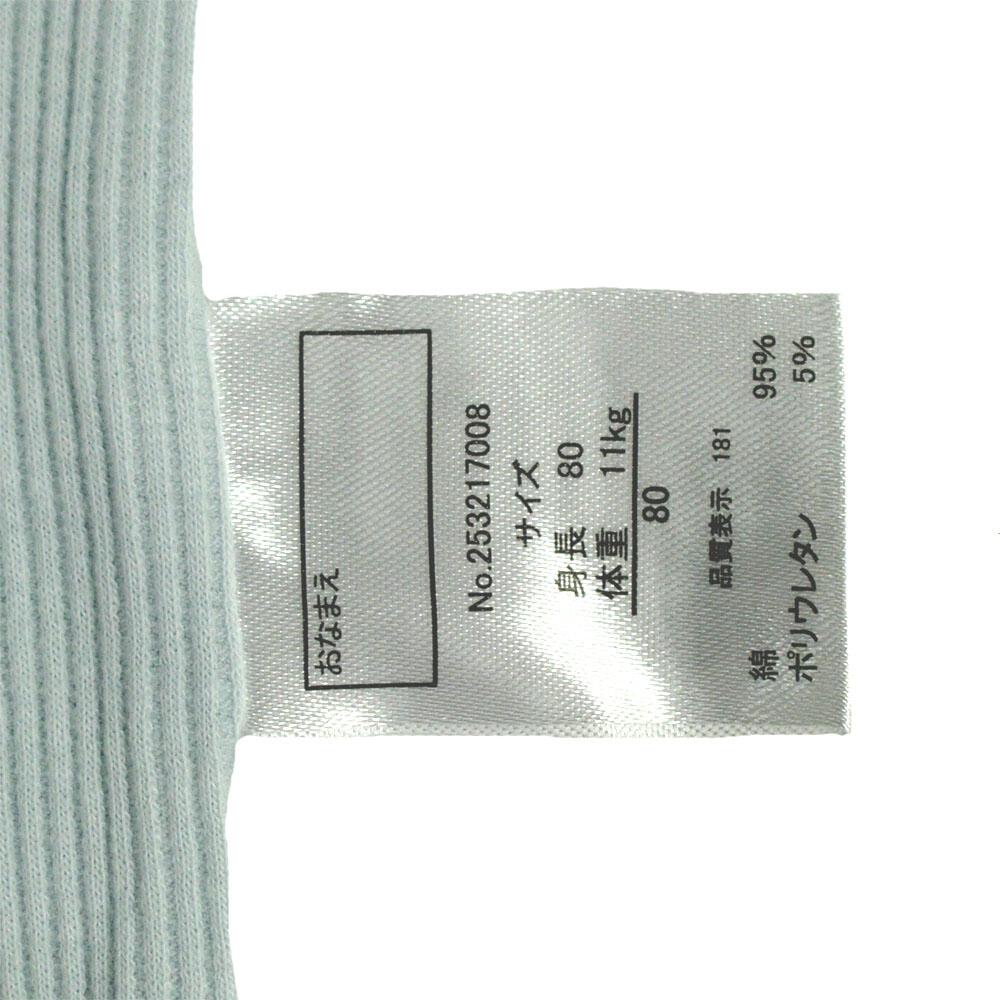 おなまえ
No.253217008
サイズ
身長 80
体重 11kg
80
品質表示 181
綿 95%
ポリウレタン 5%